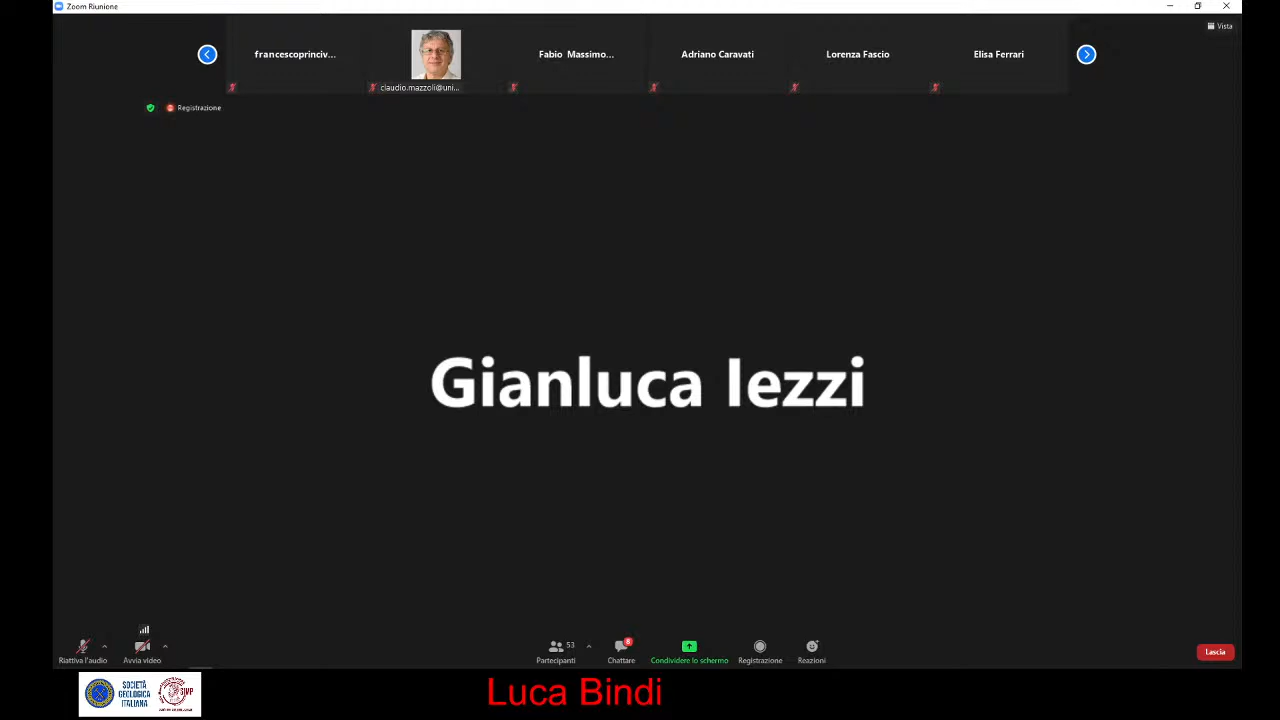 Zoom Riunione
Vista
francescoprinciv...
claudio.mazzoli@uni...
Fabio Massimo...
Adriano Caravati
Lorenza Fascio
Elisa Ferrari
Registrazione
Gianluca Iezzi
Riattiva l'audio
Avvia video
53
Partecipanti
8
Chattare
Condividere lo schermo
Registrazione
Reazioni
Lascia
SOCIETÀ
GEOLOGICA
ITALIANA
Luca Bindi